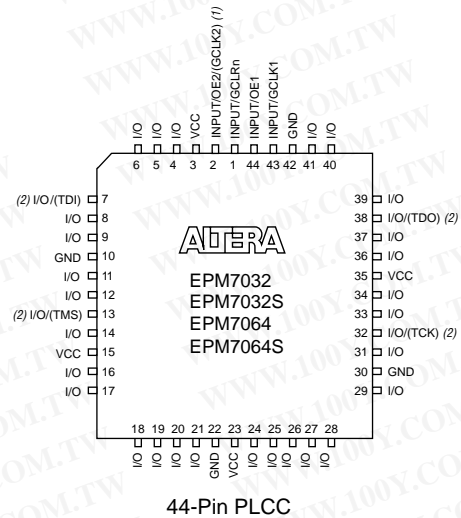 INPUT/OE2/(GCLK2) (1)
INPUT/GCLRn
INPUT/OE1
INPUT/GCLK1
I/O I/O I/O VCC GND I/O I/O
6 5 4 3 2 1 44 43 42 41 40
(2) I/O/(TDI) 7
I/O 8
I/O 9
GND 10
I/O 11
I/O 12
(2) I/O/(TMS) 13
I/O 14
VCC 15
I/O 16
I/O 17
ALTERA
EPM7032
EPM7032S
EPM7064
EPM7064S
39 I/O
38 I/O/(TDO) (2)
37 I/O
36 I/O
35 VCC
34 I/O
33 I/O
32 I/O/(TCK) (2)
31 I/O
30 GND
29 I/O
18 19 20 21 22 23 24 25 26 27 28
I/O I/O I/O I/O GND VCC I/O I/O I/O I/O I/O
44-Pin PLCC
WWW.100Y.COM.TW